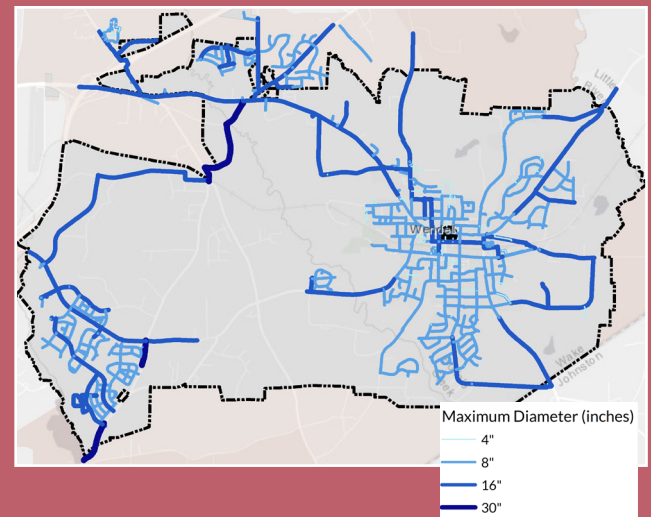 Little
Wendell
Wake
Johnston
Maximum Diameter (inches)
4"
8"
16"
30"